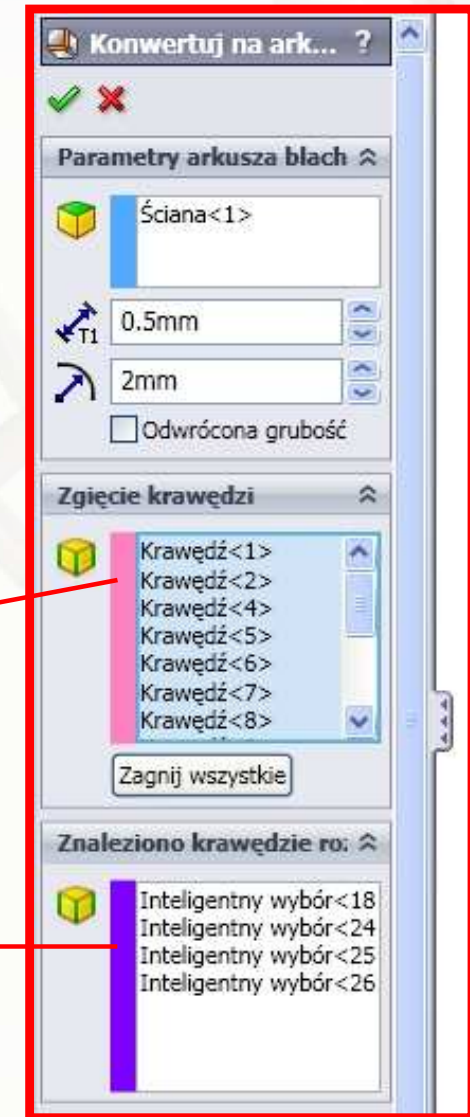 Konwertuj na ark... ?
Parametry arkusza blach
Ściana<1>
T1 0.5mm
2mm
Odwrócona grubość
Zgięcie krawędzi
Krawędź<1>
Krawędź<2>
Krawędź<4>
Krawędź<5>
Krawędź<6>
Krawędź<7>
Krawędź<8>
Zagnij wszystkie
Znaleziono krawędzie roz
Inteligentny wybór<18
Inteligentny wybór<24
Inteligentny wybór<25
Inteligentny wybór<26